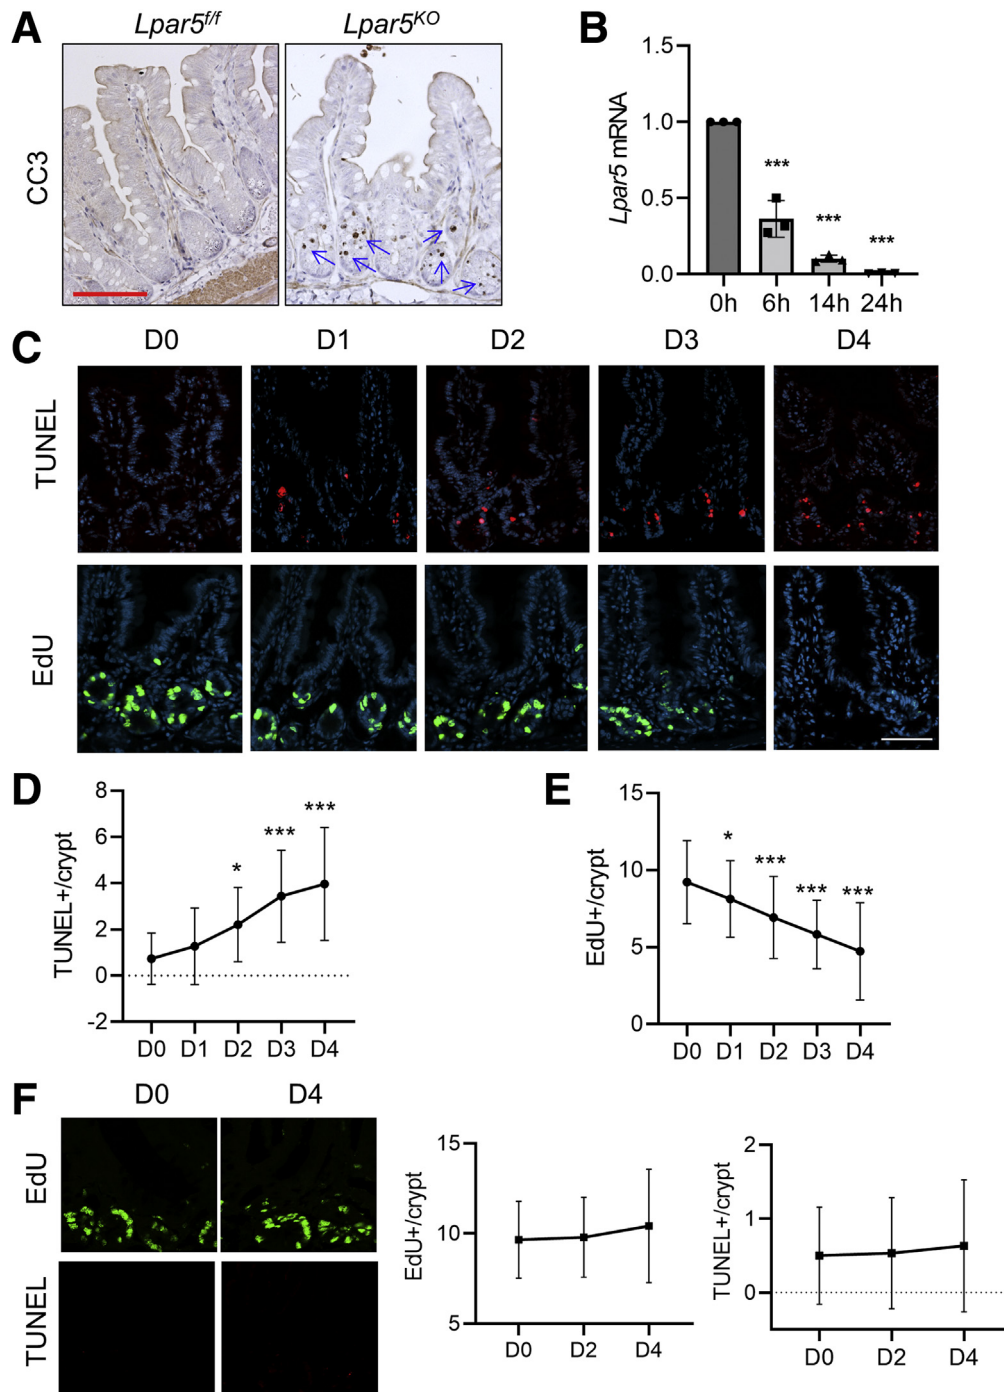 A
Lpar5f/f
Lpar5KO
CC3
B
Lpar5 mRNA
1.5
1.0
0.5
0.0
***
***
***
0h
6h
14h
24h
C
D0
D1
D2
D3
D4
TUNEL
EdU
D
TUNEL+/crypt
8
6
4
2
0
-2
*
***
***
D0
D1
D2
D3
D4
E
EdU+/crypt
15
10
5
0
*
***
***
***
D0
D1
D2
D3
D4
F
D0
D4
EdU
TUNEL
EdU+/crypt
15
10
5
D0
D2
D4
TUNEL+/crypt
2
1
0
D0
D2
D4